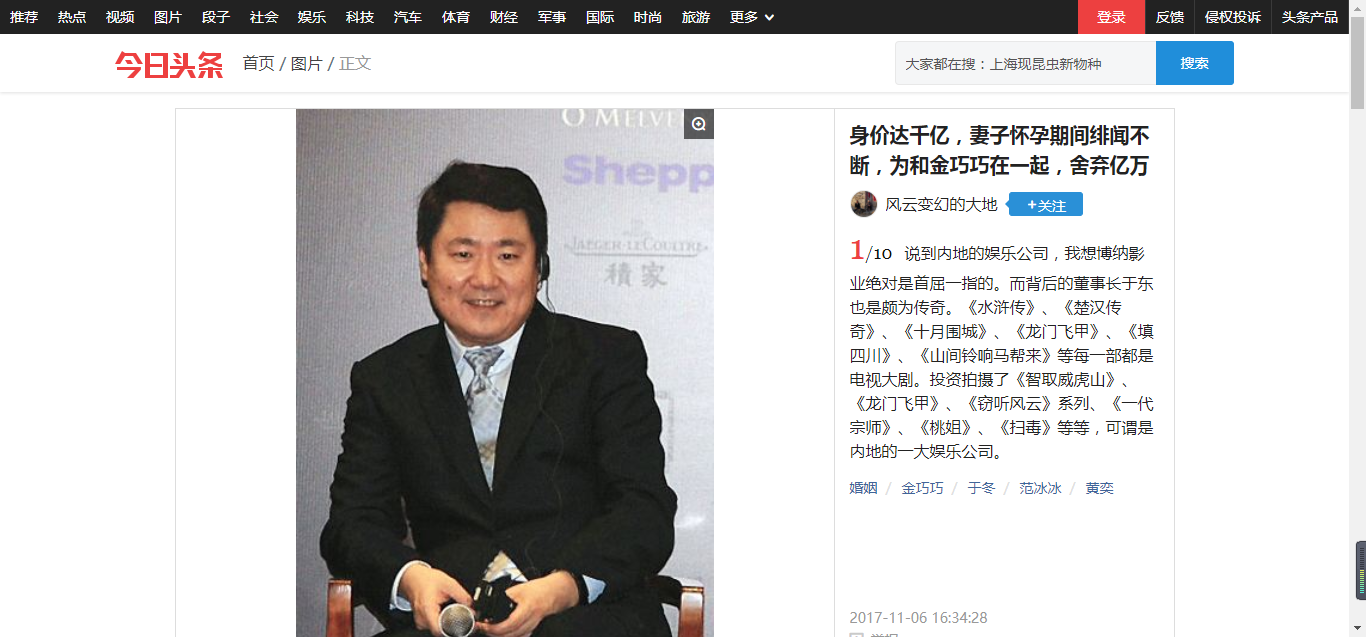 推荐 热点 视频 图片 段子 社会 娱乐 科技 汽车 体育 财经 军事 国际 时尚 旅游 更多 登录 反馈 侵权投诉 头条产品
今日头条 首页 / 图片 / 正文 大家都在搜：上海现昆虫新物种 搜索
O MELVE
Shepp
JAEGER-LECOULTRE
積家
身价达千亿，妻子怀孕期间绯闻不
断，为和金巧巧在一起，舍弃亿万
风云变幻的大地 +关注
1/10 说到内地的娱乐公司，我想博纳影
业绝对是首屈一指的。而背后的董事长于东
也是颇为传奇。《水浒传》、《楚汉传
奇》、《十月围城》、《龙门飞甲》、《填
四川》、《山间铃响马帮来》等每一部都是
电视大剧。投资拍摄了《智取威虎山》、
《龙门飞甲》、《窃听风云》系列、《一代
宗师》、《桃姐》、《扫毒》等等，可谓是
内地的一大娱乐公司。
婚姻 / 金巧巧 / 于冬 / 范冰冰 / 黄奕
2017-11-06 16:34:28